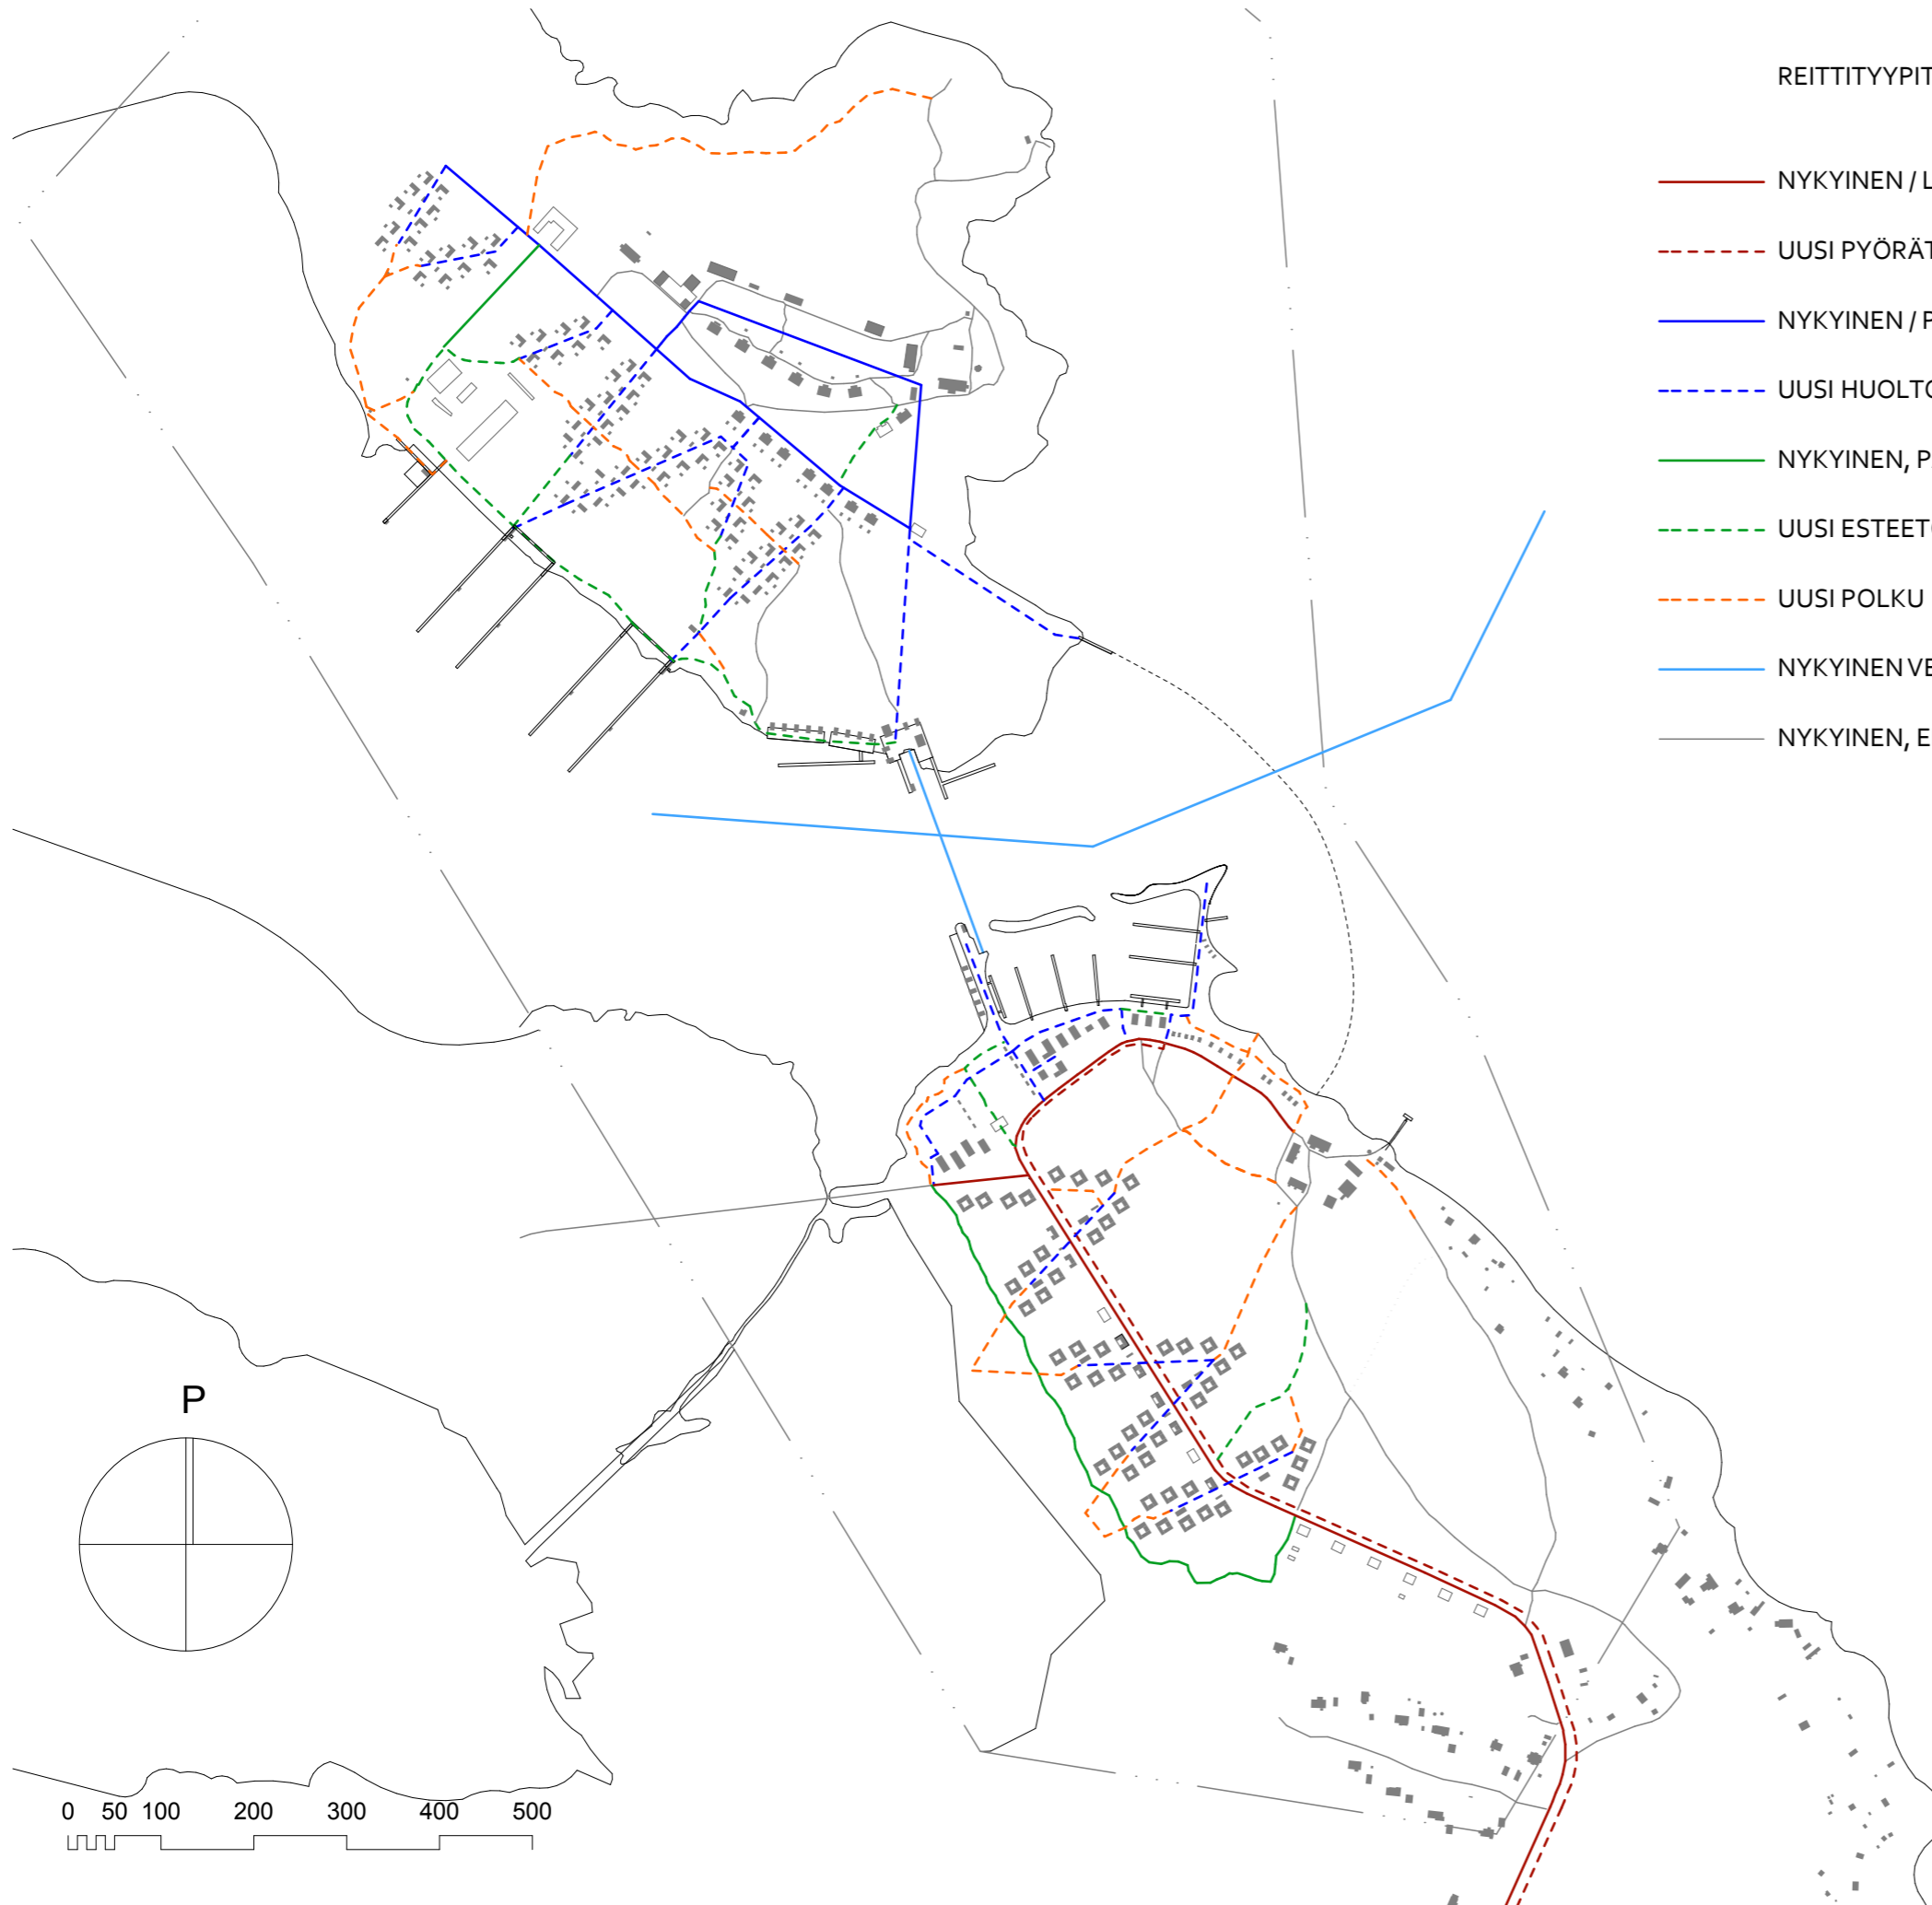 REITTITYYPIT
NYKYINEN / L
UUSI PYÖRÄT
NYKYINEN / P
UUSI HUOLTO
NYKYINEN, P
UUSI ESTEET
UUSI POLKU
NYKYINEN VE
NYKYINEN, E
P
0 50 100 200 300 400 500